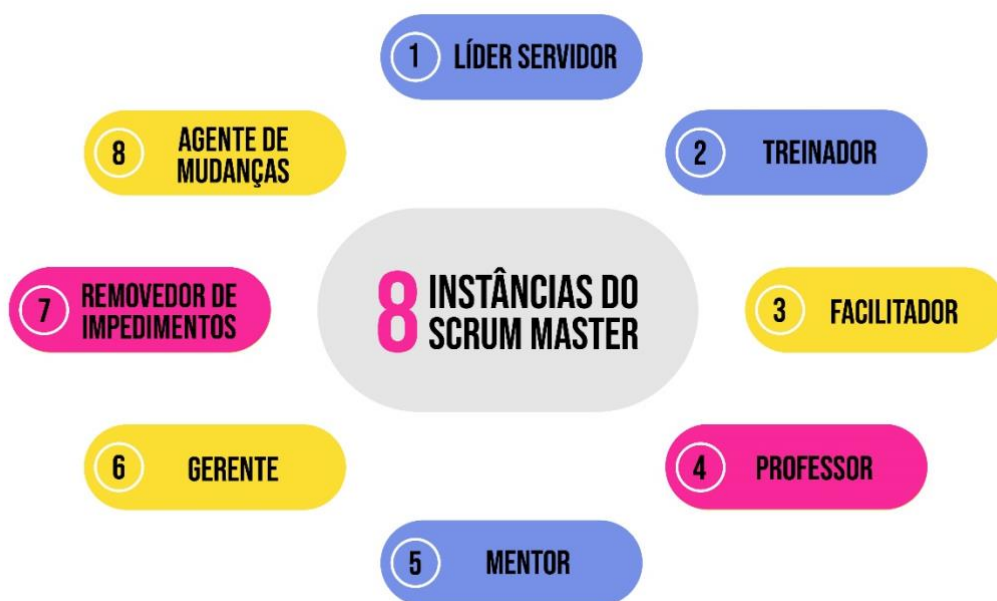 1 LÍDER SERVIDOR
2 TREINADOR
3 FACILITADOR
4 PROFESSOR
5 MENTOR
6 GERENTE
7 REMOVEDOR DE
IMPEDIMENTOS
8 AGENTE DE
MUDANÇAS
8 INSTÂNCIAS DO
SCRUM MASTER